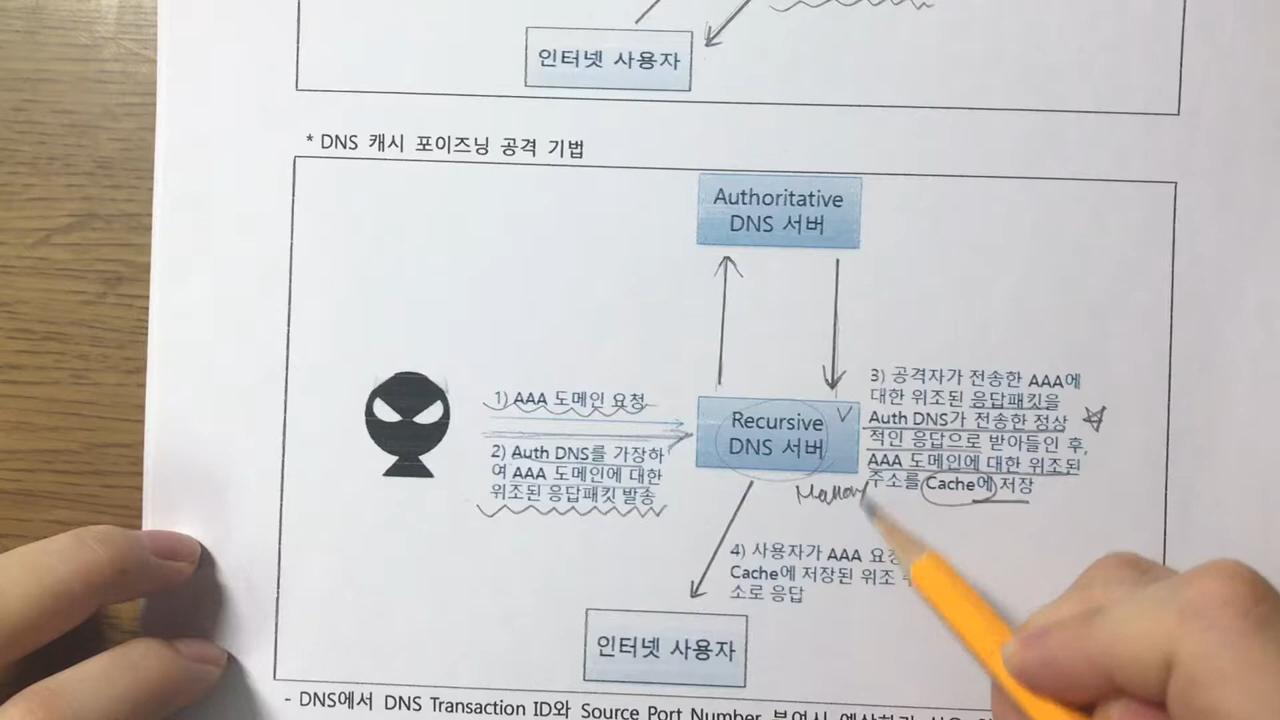 인터넷 사용자
* DNS 캐시 포이즈닝 공격 기법
Authoritative
DNS 서버
1) AAA 도메인 요청
2) Auth DNS를 가장하
여 AAA 도메인에 대한
위조된 응답패킷 발송
Recursive
DNS 서버
3) 공격자가 전송한 AAA에
대한 위조된 응답패킷을
Auth DNS가 전송한 정상
적인 응답으로 받아들인 후,
AAA 도메인에 대한 위조된
주소를 Cache에 저장
4) 사용자가 AAA
Cache에 저장된 위조
소로 응답
인터넷 사용자
- DNS에서 DNS Transaction ID와 Source Port Number